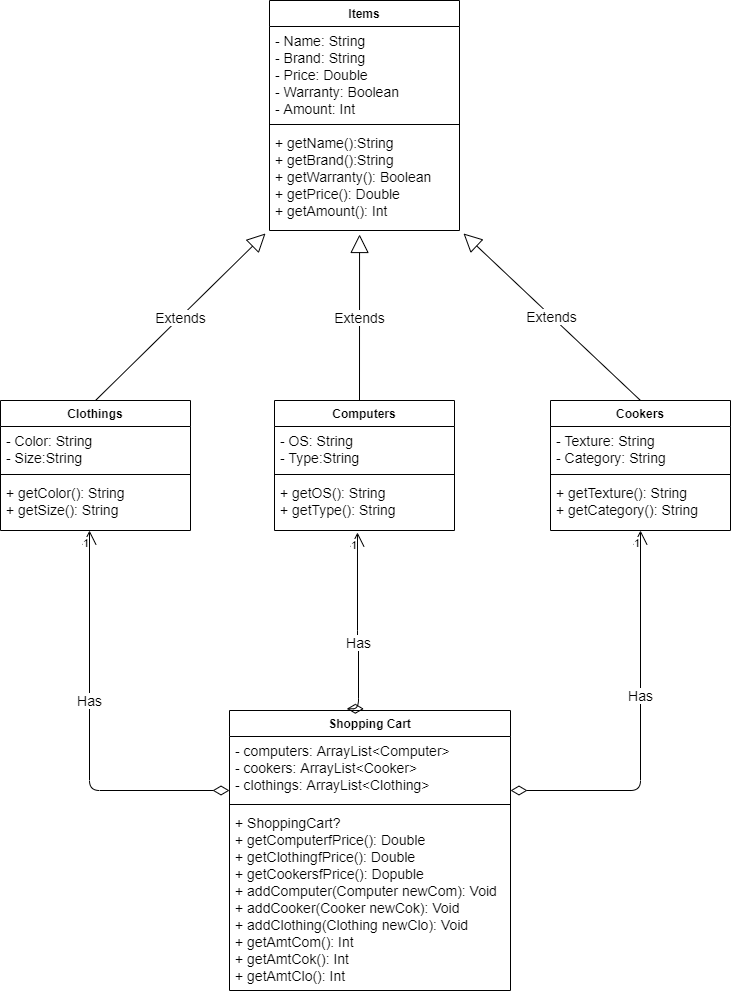 Items
- Name: String
- Brand: String
- Price: Double
- Warranty: Boolean
- Amount: Int
+ getName():String
+ getBrand():String
+ getWarranty(): Boolean
+ getPrice(): Double
+ getAmount(): Int
Extends
Extends
Extends
Clothings
- Color: String
- Size:String
+ getColor(): String
+ getSize(): String
Computers
- OS: String
- Type:String
+ getOS(): String
+ getType(): String
Cookers
- Texture: String
- Category: String
+ getTexture(): String
+ getCategory(): String
1
1
1
Has
Has
Has
Shopping Cart
- computers: ArrayList<Computer>
- cookers: ArrayList<Cooker>
- clothings: ArrayList<Clothing>
+ ShoppingCart?
+ getComputerfPrice(): Double
+ getClothingfPrice(): Double
+ getCookersfPrice(): Dopuble
+ addComputer(Computer newCom): Void
+ addCooker(Cooker newCok): Void
+ addClothing(Clothing newClo): Void
+ getAmtCom(): Int
+ getAmtCok(): Int
+ getAmtClo(): Int